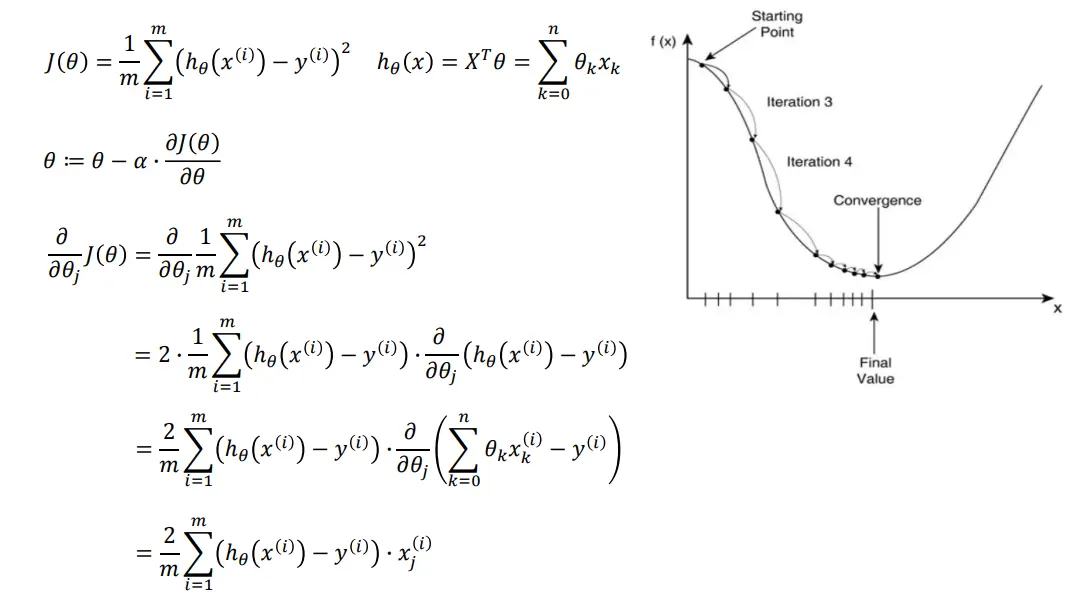 J(θ) = 1/m ∑_{i=1}^{m} (h_θ(x^{(i)}) − y^{(i)})^2    h_θ(x) = X^T θ = ∑_{k=0}^{n} θ_k x_k
θ ≔ θ − α · ∂J(θ)/∂θ
∂/∂θ_j J(θ) = ∂/∂θ_j 1/m ∑_{i=1}^{m} (h_θ(x^{(i)}) − y^{(i)})^2
= 2 · 1/m ∑_{i=1}^{m} (h_θ(x^{(i)}) − y^{(i)}) · ∂/∂θ_j (h_θ(x^{(i)}) − y^{(i)})
= 2/m ∑_{i=1}^{m} (h_θ(x^{(i)}) − y^{(i)}) · ∂/∂θ_j (∑_{k=0}^{n} θ_k x_k^{(i)} − y^{(i)})
= 2/m ∑_{i=1}^{m} (h_θ(x^{(i)}) − y^{(i)}) · x_j^{(i)}
Starting
Point
f (x)
Iteration 3
Iteration 4
Convergence
x
Final
Value